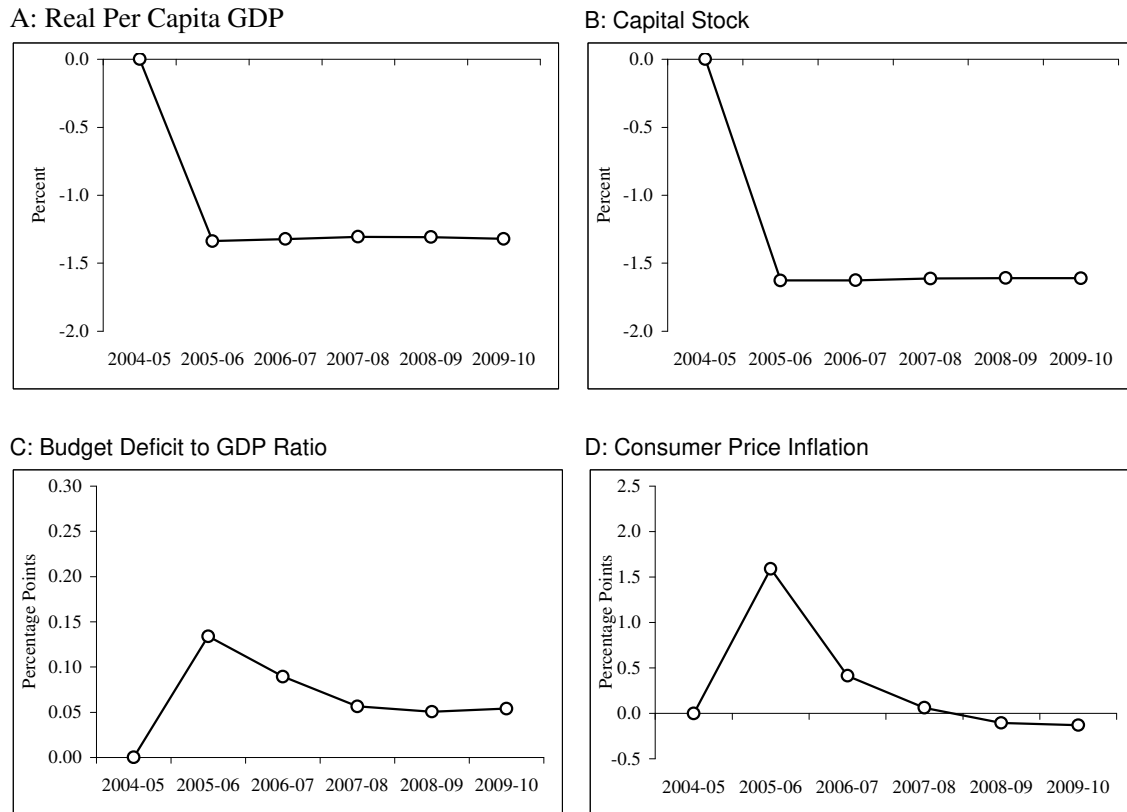 A: Real Per Capita GDP
0.0
-0.5
-1.0
-1.5
-2.0
Percent
2004-05 2005-06 2006-07 2007-08 2008-09 2009-10
B: Capital Stock
0.0
-0.5
-1.0
-1.5
-2.0
Percent
2004-05 2005-06 2006-07 2007-08 2008-09 2009-10
C: Budget Deficit to GDP Ratio
0.30
0.25
0.20
0.15
0.10
0.05
0.00
Percentage Points
2004-05 2005-06 2006-07 2007-08 2008-09 2009-10
D: Consumer Price Inflation
2.5
2.0
1.5
1.0
0.5
0.0
-0.5
Percentage Points
2004-05 2005-06 2006-07 2007-08 2008-09 2009-10